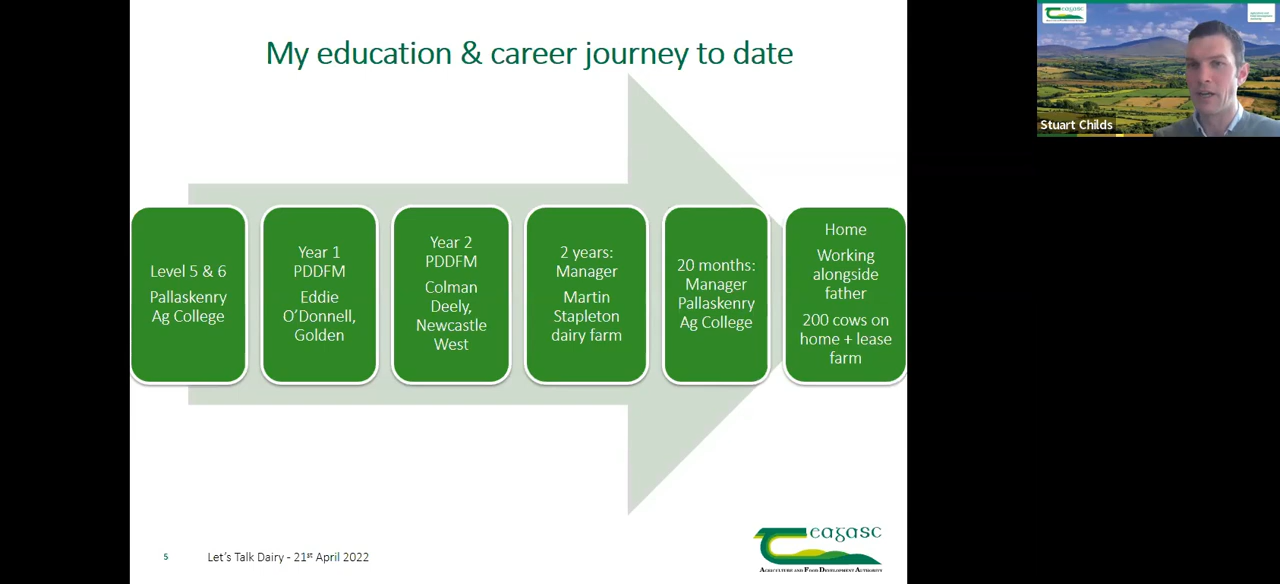 My education & career journey to date
Level 5 & 6
Pallaskenry
Ag College
Year 1
PDDFM
Eddie
O’Donnell,
Golden
Year 2
PDDFM
Colman
Deely,
Newcastle
West
2 years:
Manager
Martin
Stapleton
dairy farm
20 months:
Manager
Pallaskenry
Ag College
Home
Working
alongside
father
200 cows on
home + lease
farm
5
Let’s Talk Dairy - 21st April 2022
teagasc
AGRICULTURE AND FOOD DEVELOPMENT AUTHORITY
teagasc
Stuart Childs